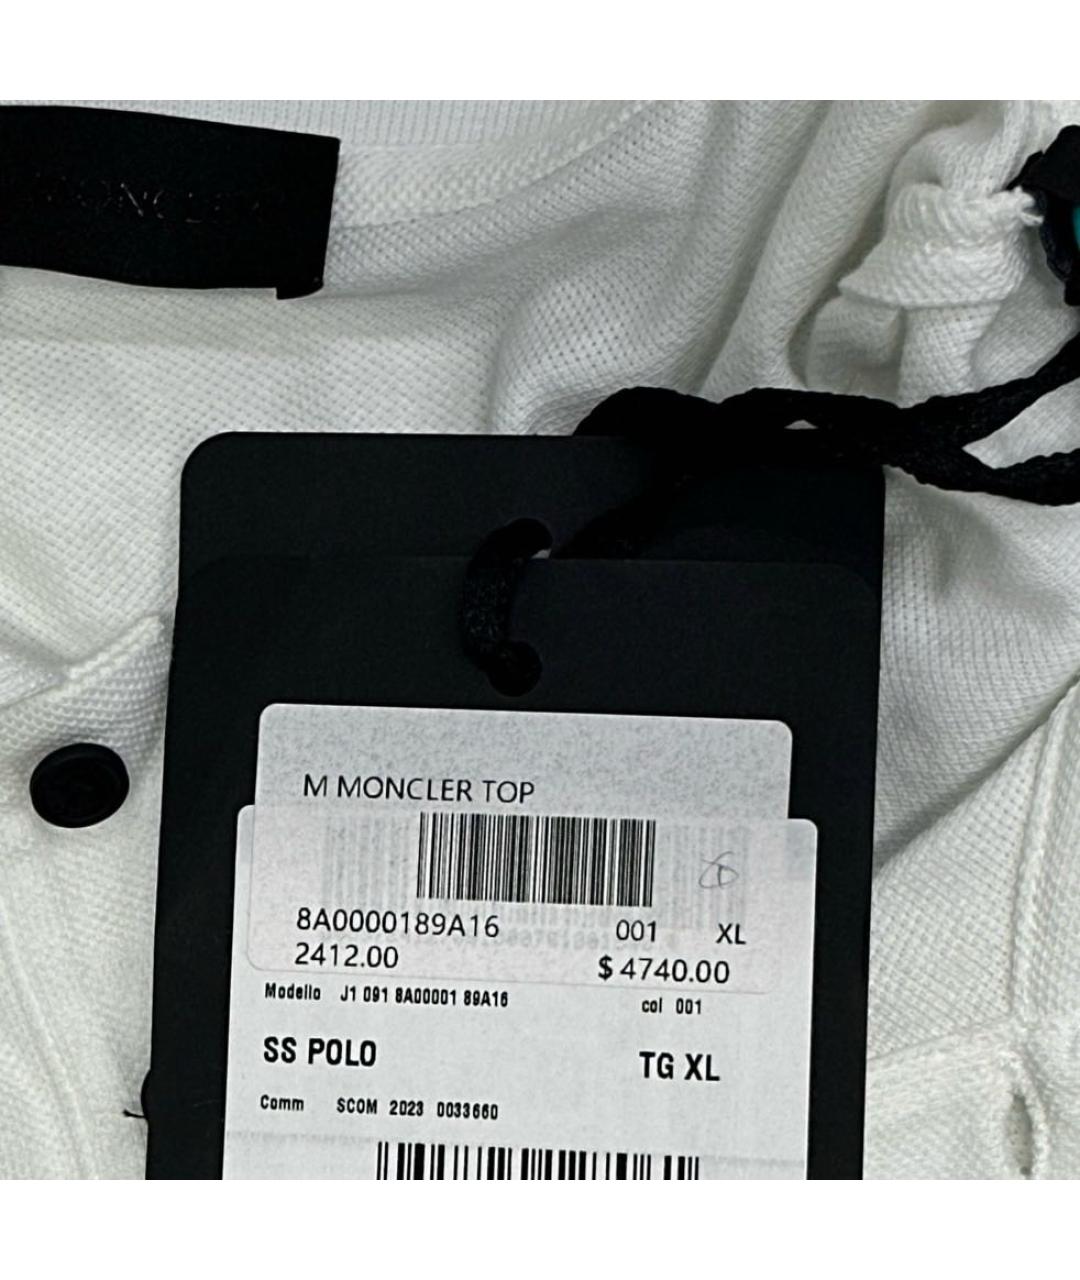 MONCLER
M MONCLER TOP
8A0000189A16 001 XL
2412.00 $ 4740.00
Modello J1 091 8A00001 89A16 col 001
SS POLO TG XL
Comm SCOM 2023 0033660